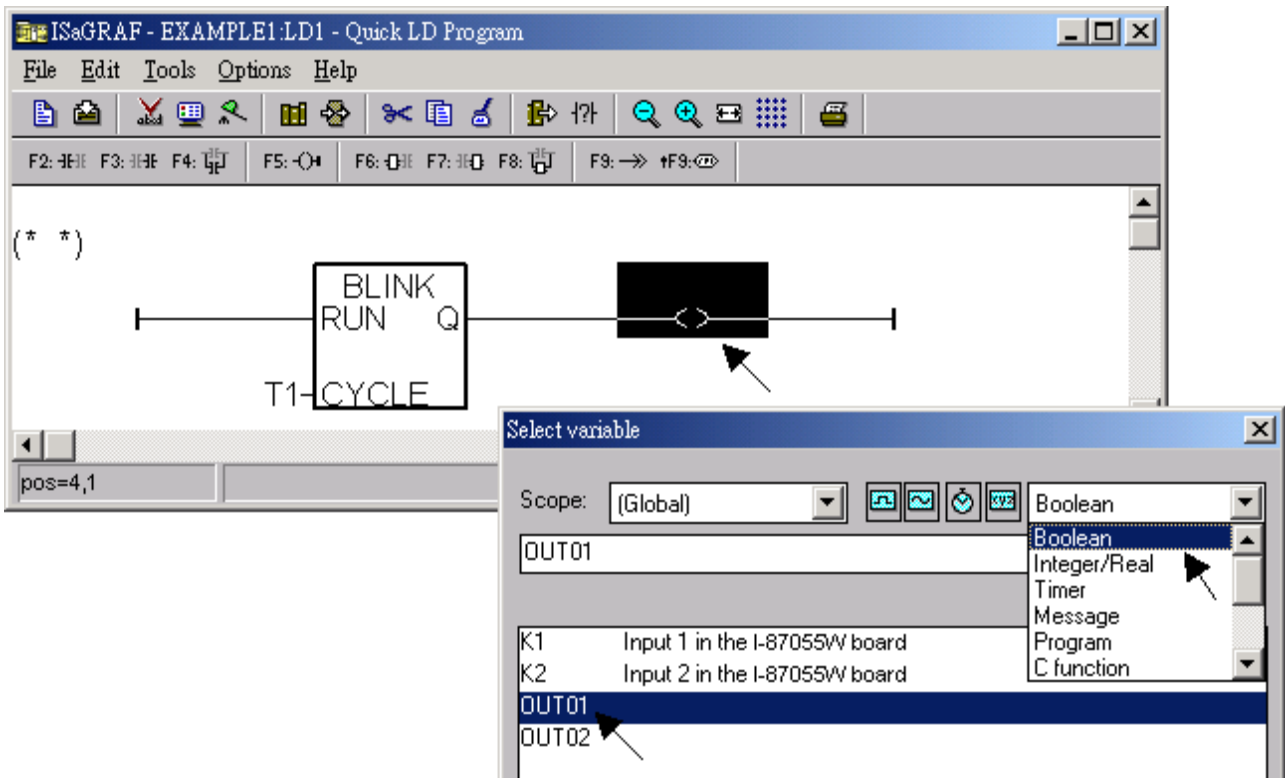 ISaGRAF - EXAMPLE1:LD1 - Quick LD Program
File Edit Tools Options Help
F2: F3: F4: F5: F6: F7: F8: F9: F9:
(* *)
BLINK
RUN Q
T1 CYCLE
pos=4,1
Select variable
Scope: (Global) xyz Boolean
OUT01
Boolean
Integer/Real
Timer
Message
Program
C function
K1 Input 1 in the I-87055W board
K2 Input 2 in the I-87055W board
OUT01
OUT02